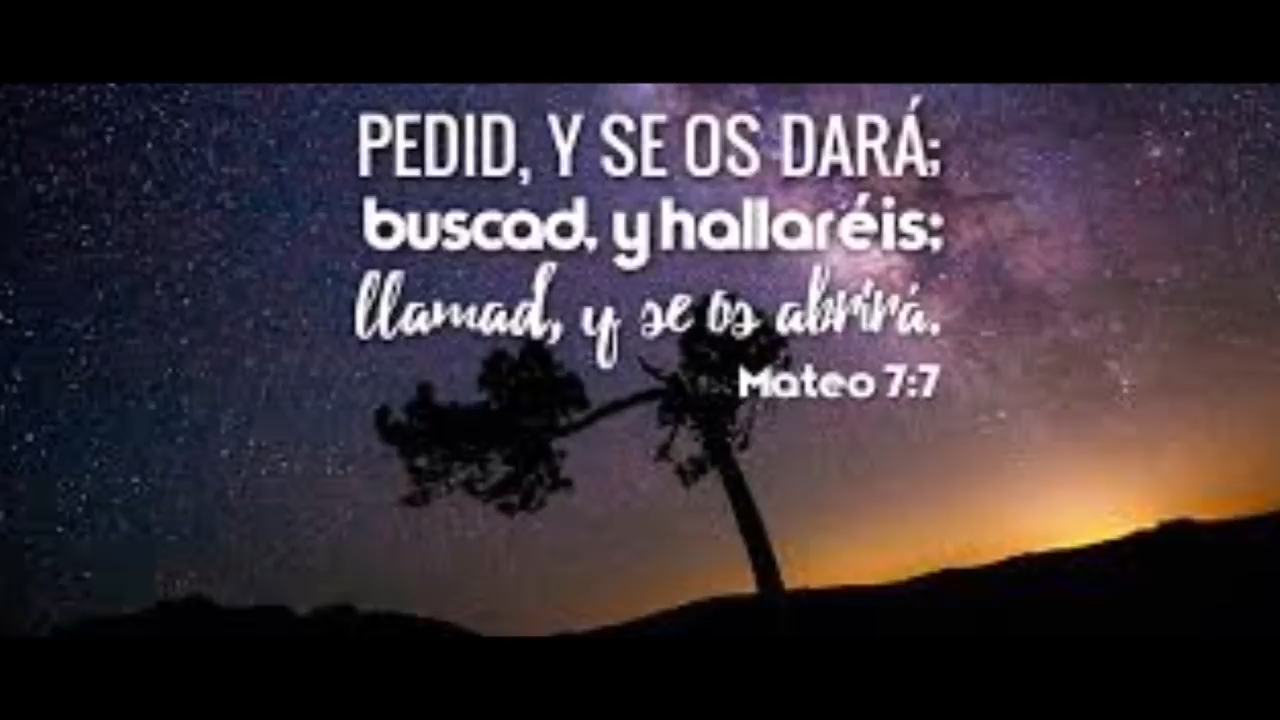 PEDID, Y SE OS DARÁ;
buscad, y hallaréis;
llamad, y se os abrirá.
Mateo 7:7